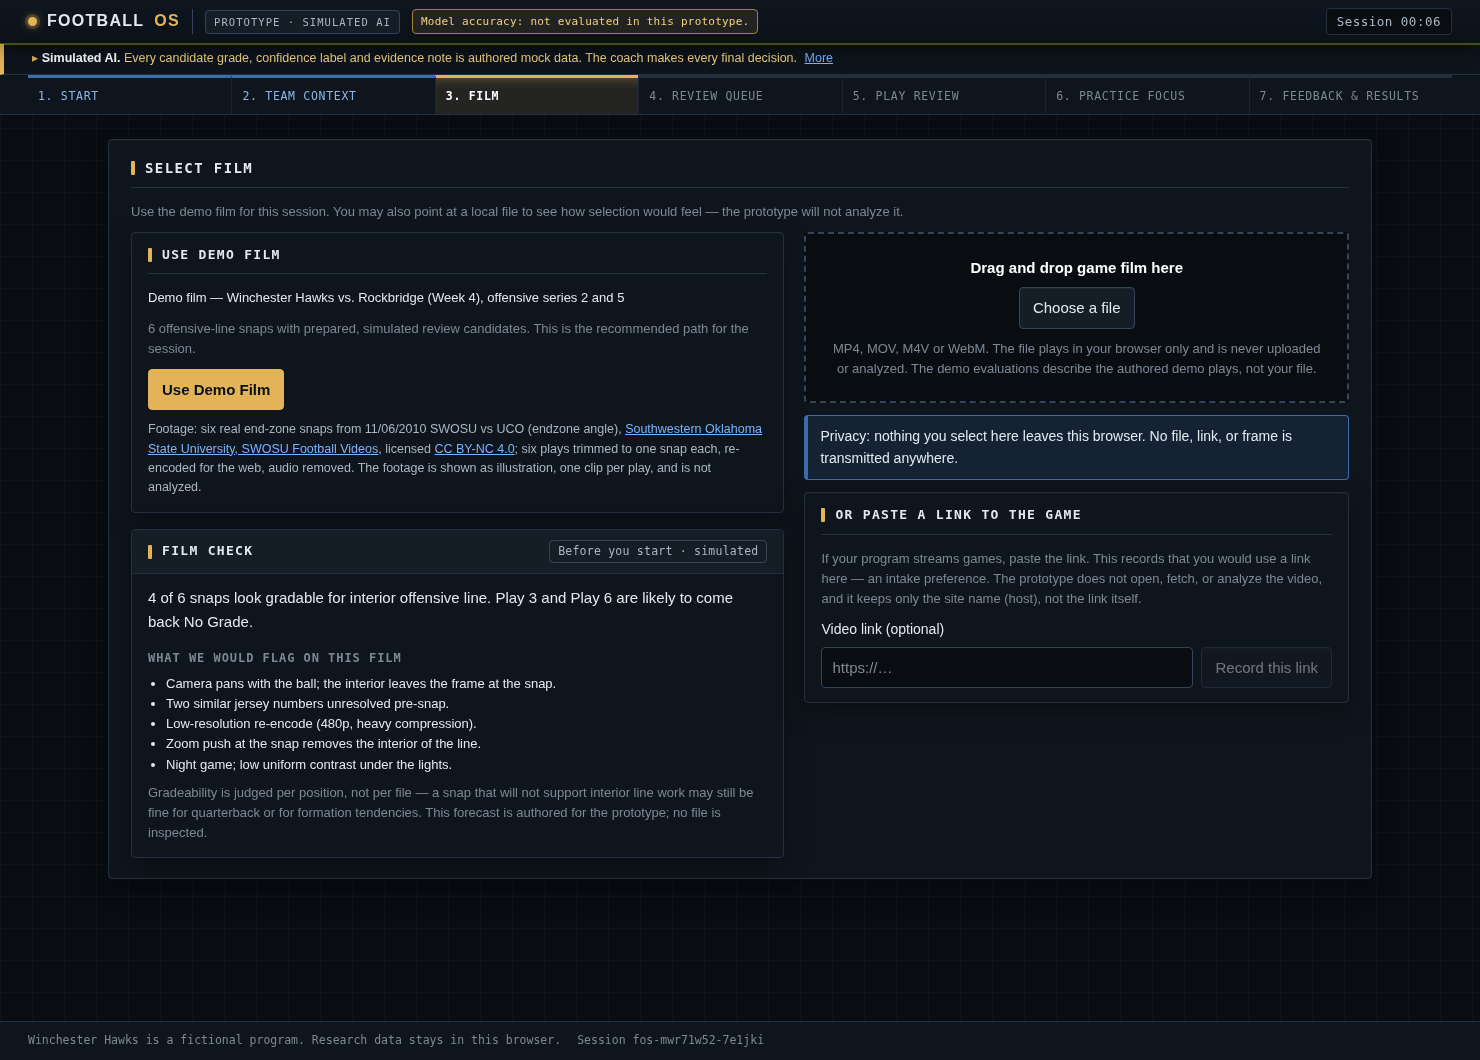 FOOTBALL OS
PROTOTYPE · SIMULATED AI
Model accuracy: not evaluated in this prototype.
Session 00:06
▸ Simulated AI. Every candidate grade, confidence label and evidence note is authored mock data. The coach makes every final decision. More
1. START
2. TEAM CONTEXT
3. FILM
4. REVIEW QUEUE
5. PLAY REVIEW
6. PRACTICE FOCUS
7. FEEDBACK & RESULTS
SELECT FILM
Use the demo film for this session. You may also point at a local file to see how selection would feel — the prototype will not analyze it.
USE DEMO FILM
Demo film — Winchester Hawks vs. Rockbridge (Week 4), offensive series 2 and 5
6 offensive-line snaps with prepared, simulated review candidates. This is the recommended path for the
session.
Use Demo Film
Footage: six real end-zone snaps from 11/06/2010 SWOSU vs UCO (endzone angle), Southwestern Oklahoma
State University, SWOSU Football Videos, licensed CC BY-NC 4.0; six plays trimmed to one snap each, re-
encoded for the web, audio removed. The footage is shown as illustration, one clip per play, and is not
analyzed.
FILM CHECK
Before you start · simulated
4 of 6 snaps look gradable for interior offensive line. Play 3 and Play 6 are likely to come
back No Grade.
WHAT WE WOULD FLAG ON THIS FILM
• Camera pans with the ball; the interior leaves the frame at the snap.
• Two similar jersey numbers unresolved pre-snap.
• Low-resolution re-encode (480p, heavy compression).
• Zoom push at the snap removes the interior of the line.
• Night game; low uniform contrast under the lights.
Gradeability is judged per position, not per file — a snap that will not support interior line work may still be
fine for quarterback or for formation tendencies. This forecast is authored for the prototype; no file is
inspected.
Drag and drop game film here
Choose a file
MP4, MOV, M4V or WebM. The file plays in your browser only and is never uploaded
or analyzed. The demo evaluations describe the authored demo plays, not your file.
Privacy: nothing you select here leaves this browser. No file, link, or frame is
transmitted anywhere.
OR PASTE A LINK TO THE GAME
If your program streams games, paste the link. This records that you would use a link
here — an intake preference. The prototype does not open, fetch, or analyze the video,
and it keeps only the site name (host), not the link itself.
Video link (optional)
https://…
Record this link
Winchester Hawks is a fictional program. Research data stays in this browser. Session fos-mwr71w52-7e1jki